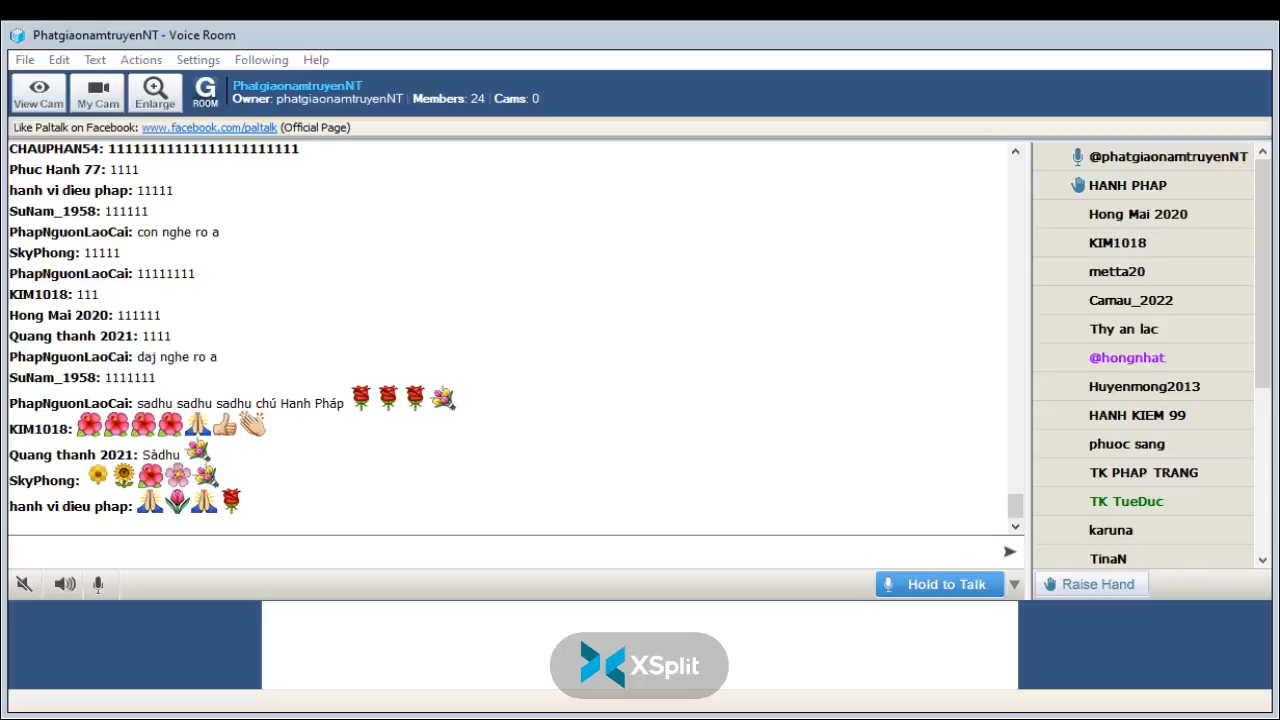 PhatgiaonamtruyenNT - Voice Room
File Edit Text Actions Settings Following Help
View Cam My Cam Enlarge G ROOM
PhatgiaonamtruyenNT
Owner: phatgiaonamtruyenNT | Members: 24 | Cams: 0
Like Paltalk on Facebook: www.facebook.com/paltalk (Official Page)
CHAUPHAN54: 1111111111111111111111
Phuc Hanh 77: 1111
hanh vi dieu phap: 11111
SuNam_1958: 111111
PhapNguonLaoCai: con nghe ro a
SkyPhong: 11111
PhapNguonLaoCai: 11111111
KIM1018: 111
Hong Mai 2020: 111111
Quang thanh 2021: 1111
PhapNguonLaoCai: daj nghe ro a
SuNam_1958: 1111111
PhapNguonLaoCai: sadhu sadhu sadhu chú Hanh Pháp
KIM1018:
Quang thanh 2021: Sàdhu
SkyPhong:
hanh vi dieu phap:
@phatgiaonamtruyenNT
HANH PHAP
Hong Mai 2020
KIM1018
metta20
Camau_2022
Thy an lac
@hongnhat
Huyenmong2013
HANH KIEM 99
phuoc sang
TK PHAP TRANG
TK TueDuc
karuna
TinaN
Hold to Talk
Raise Hand
XSplit